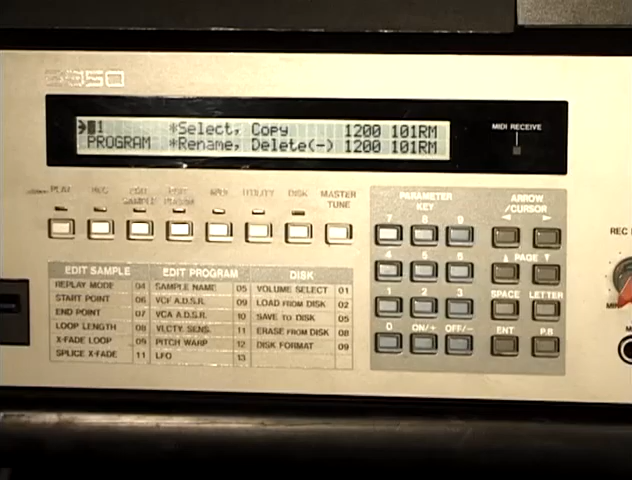 S950
→■1 *Select, Copy 1200 101RM
PROGRAM *Rename, Delete(-) 1200 101RM
MIDI RECEIVE
PLAY REC EDIT SAMPLE EDIT PROGRAM MIDI UTILITY DISK MASTER TUNE
PARAMETER KEY
ARROW /CURSOR
◄ ►
7 8 9
4 5 6 ▲ PAGE ▼
1 2 3 SPACE LETTER
0 ON/+ OFF/− ENT P.B
REC
EDIT SAMPLE EDIT PROGRAM DISK
REPLAY MODE 04 SAMPLE NAME 05 VOLUME SELECT 01
START POINT 06 VCF A.D.S.R. 09 LOAD FROM DISK 02
END POINT 07 VCA A.D.S.R. 10 SAVE TO DISK 05
LOOP LENGTH 08 VLCTY. SENS. 11 ERASE FROM DISK 08
X-FADE LOOP 09 PITCH WARP 12 DISK FORMAT 09
SPLICE X-FADE 11 LFO 13